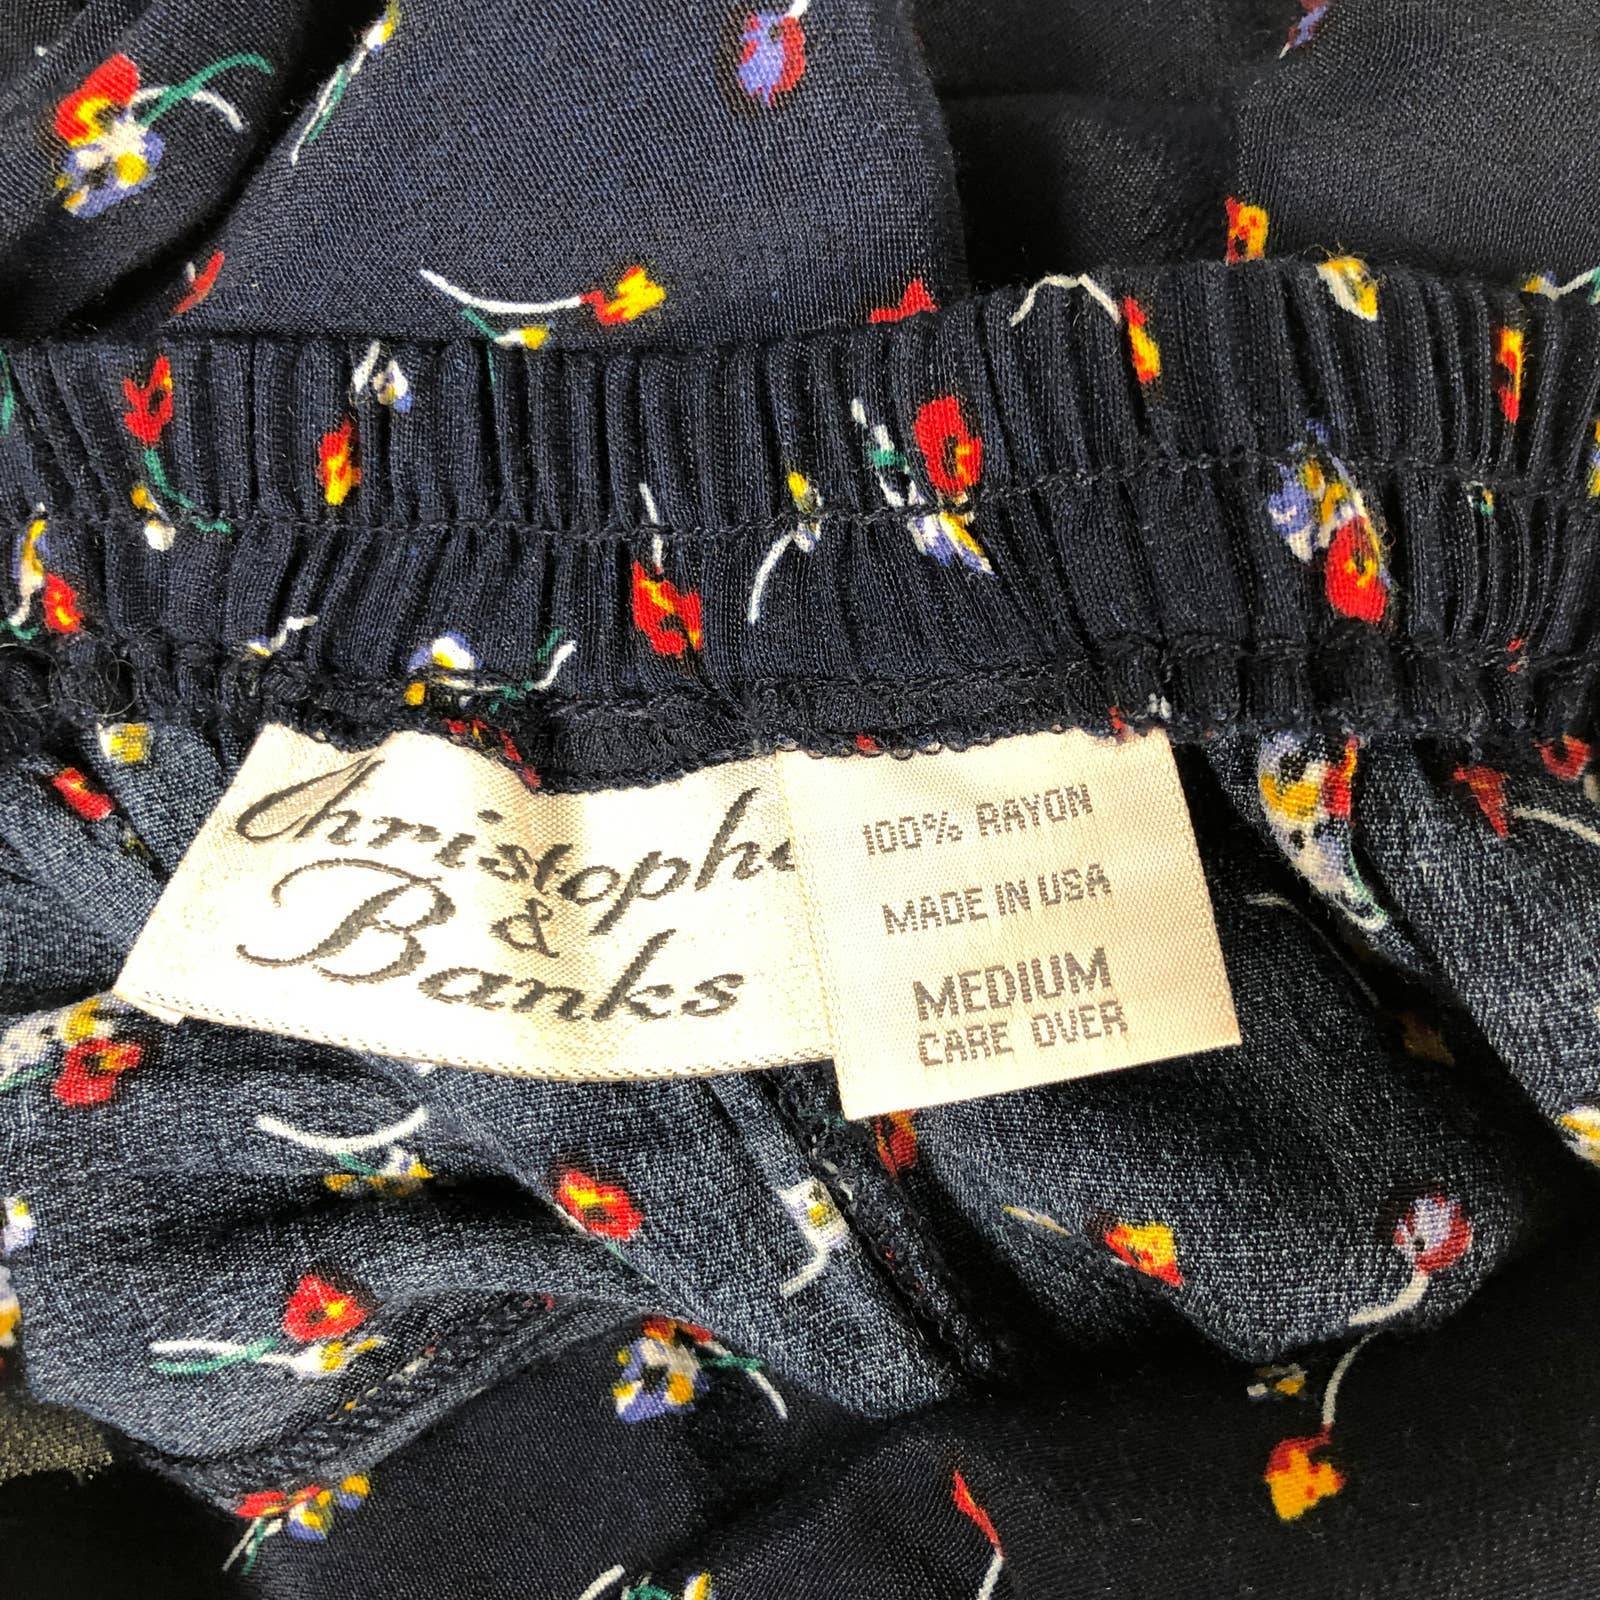 Christophe
&
Banks
100% RAYON
MADE IN USA
MEDIUM
CARE OVER